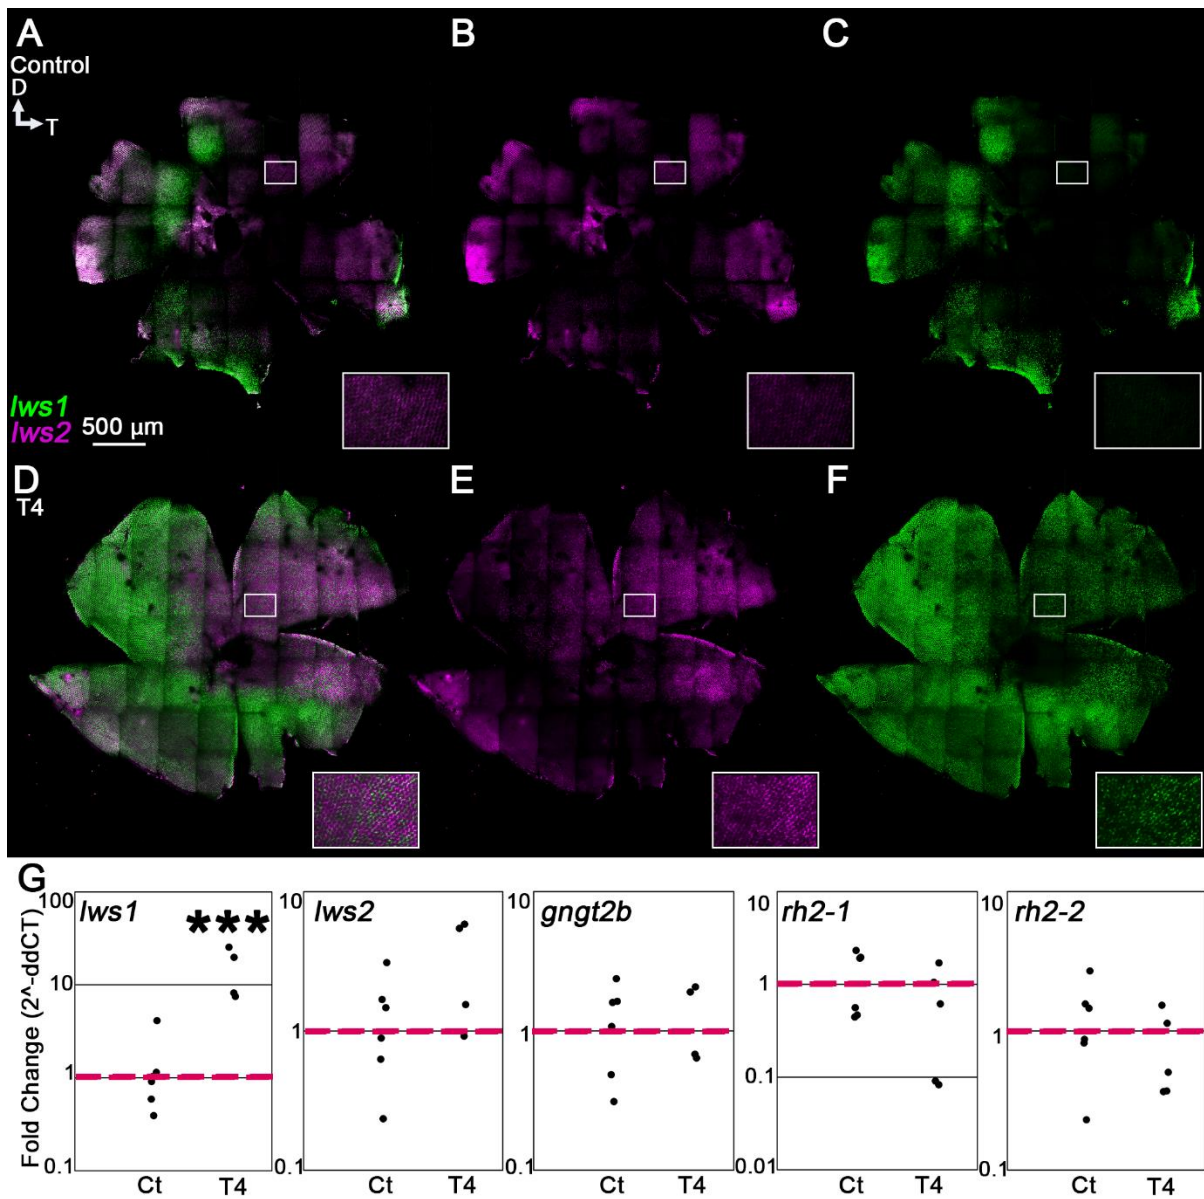 A
B
C
Control
D
T
lws1
lws2
500 µm
D
E
F
T4
G
Fold Change (2^-ddCT)
100
10
1
0.1
lws1
***
Ct
T4
10
1
0.1
lws2
Ct
T4
10
1
0.1
gngt2b
Ct
T4
10
1
0.1
0.01
rh2-1
Ct
T4
10
1
0.1
rh2-2
Ct
T4